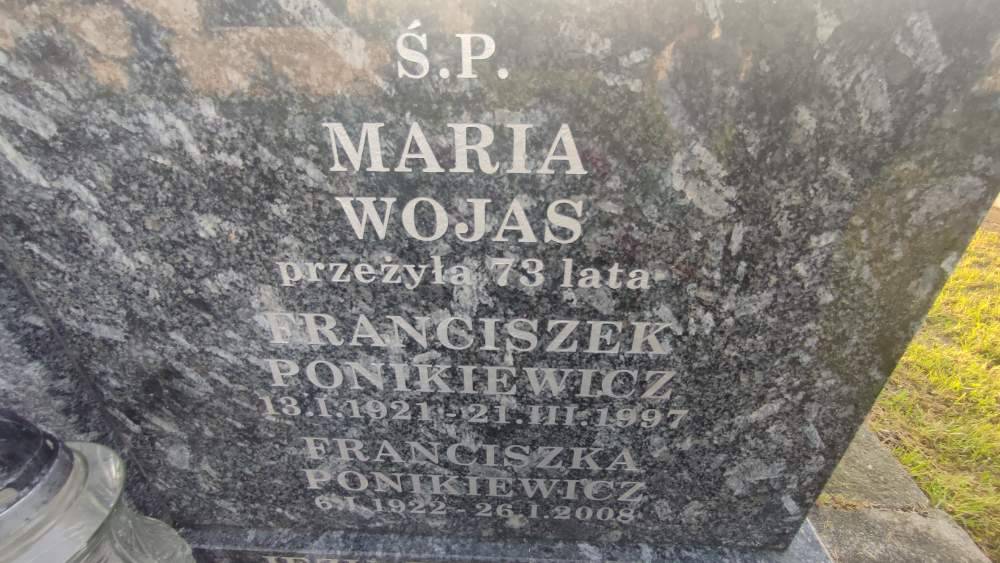 Ś.P.
MARIA
WOJAS
przeżyła 73 lata
FRANCISZEK
PONIKIEWICZ
13.I.1921 - 21.III.1997
FRANCISZKA
PONIKIEWICZ
6.I.1922 - 26.I.2008